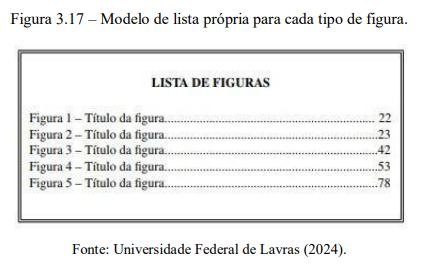 Figura 3.17 – Modelo de lista própria para cada tipo de figura.
LISTA DE FIGURAS
Figura 1 – Título da figura.................................................................. 22
Figura 2 – Título da figura...................................................................23
Figura 3 – Título da figura...................................................................42
Figura 4 – Título da figura...................................................................53
Figura 5 – Título da figura...................................................................78
Fonte: Universidade Federal de Lavras (2024).